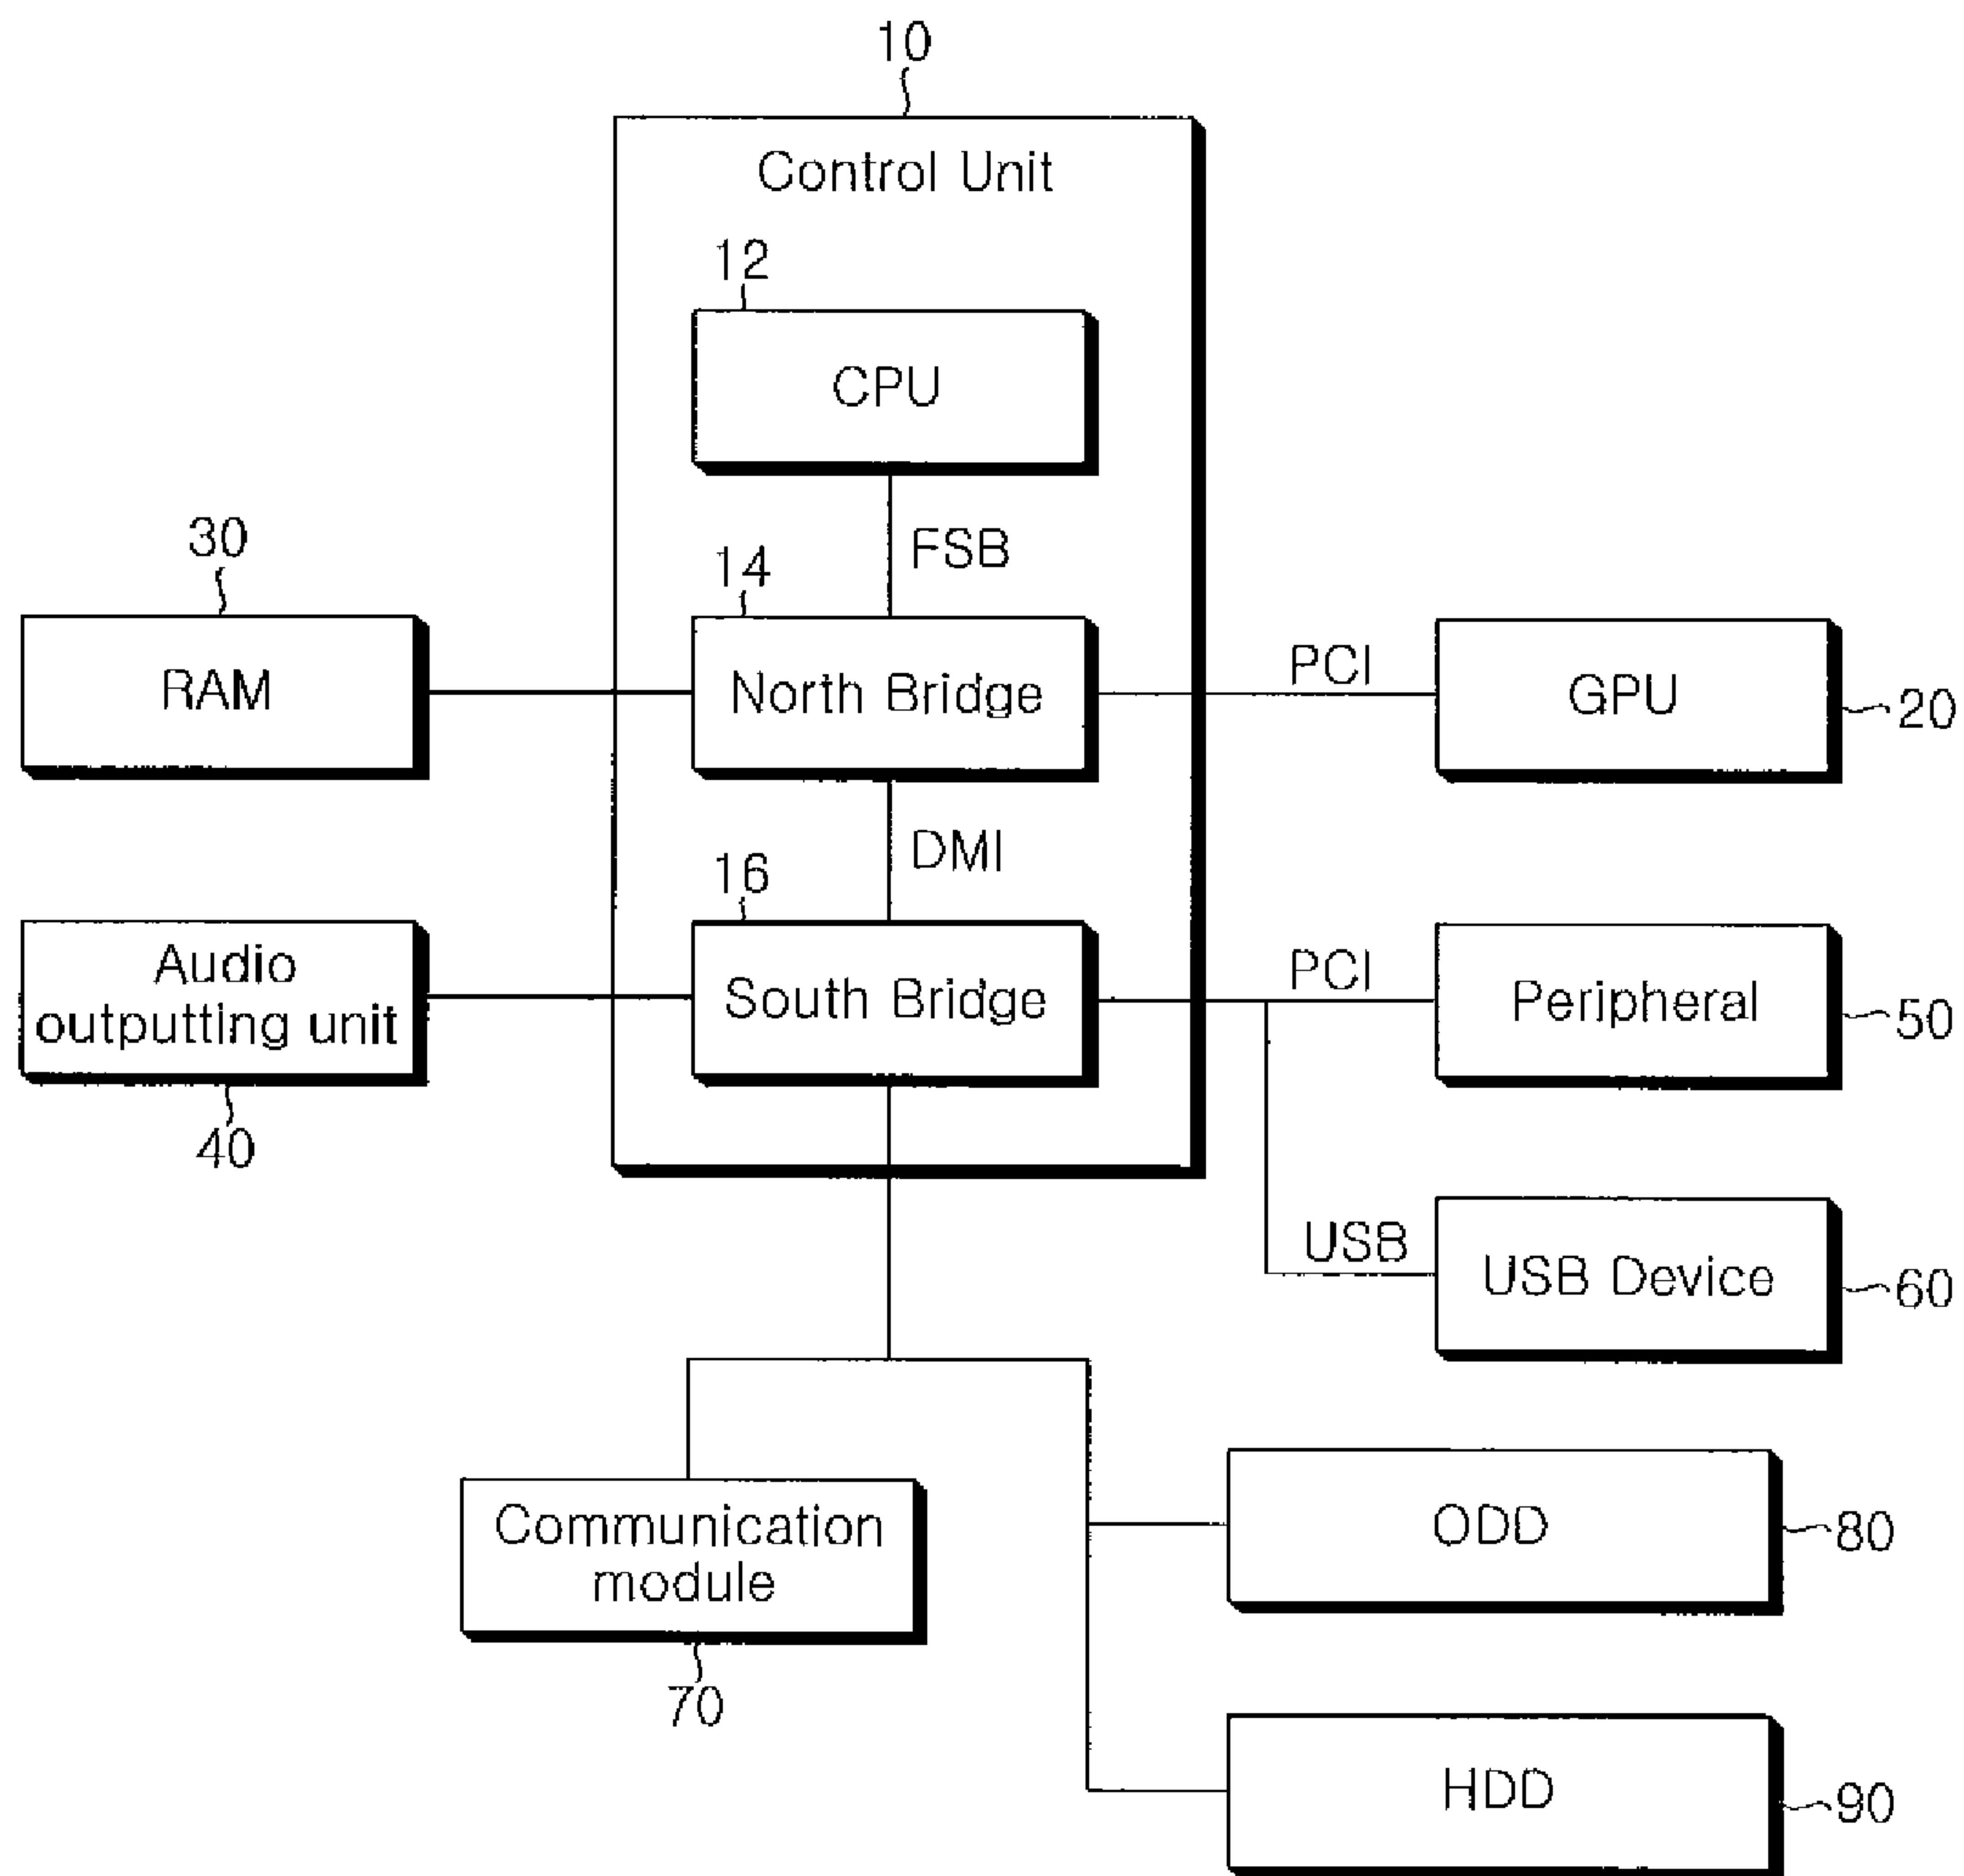 10
Control Unit
12
CPU
FSB
30
14
RAM
North Bridge
PCI
GPU
20
DMI
16
Audio
outputting unit
40
South Bridge
PCI
Peripheral
50
USB
USB Device
60
Communication
module
70
ODD
80
HDD
90